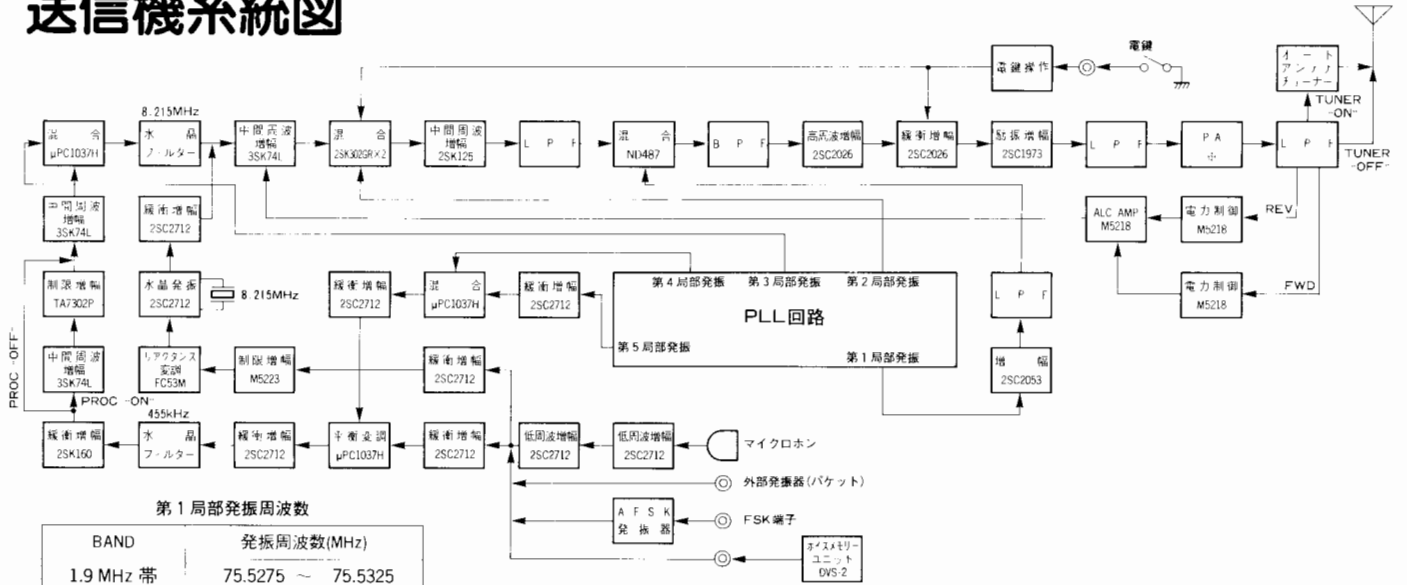 送信機系統図
電鍵
電鍵操作
オート
アンテナ
チューナー
TUNER
-ON-
TUNER
-OFF-
8.215MHz
混合
μPC1037H
水晶
フィルター
中間周波
増幅
3SK74L
混合
2SK302GR×2
中間周波
増幅
2SK125
LPF
混合
ND487
BPF
高周波増幅
2SC2026
緩衝増幅
2SC2026
励振増幅
2SC1973
LPF
PA
※
LPF
中間周波
増幅
3SK74L
緩衝増幅
2SC2712
ALC AMP
M5218
電力制御
M5218
REV
制限増幅
TA7302P
水晶発振
2SC2712
8.215MHz
緩衝増幅
2SC2712
混合
μPC1037H
緩衝増幅
2SC2712
第4局部発振
第3局部発振
第2局部発振
PLL回路
第5局部発振
第1局部発振
LPF
電力制御
M5218
FWD
PROC -OFF-
中間周波
増幅
3SK74L
リアクタンス
変調
FC53M
制限増幅
M5223
緩衝増幅
2SC2712
増幅
2SC2053
PROC -ON-
455kHz
緩衝増幅
2SK160
水晶
フィルター
緩衝増幅
2SC2712
平衡変調
μPC1037H
緩衝増幅
2SC2712
低周波増幅
2SC2712
低周波増幅
2SC2712
マイクロホン
外部発振器(パケット)
AFSK
発振器
FSK端子
ボイスメモリー
ユニット
DVS-2
第1局部発振周波数
BAND 発振周波数(MHz)
1.9 MHz 帯 75.5275 ～ 75.5325